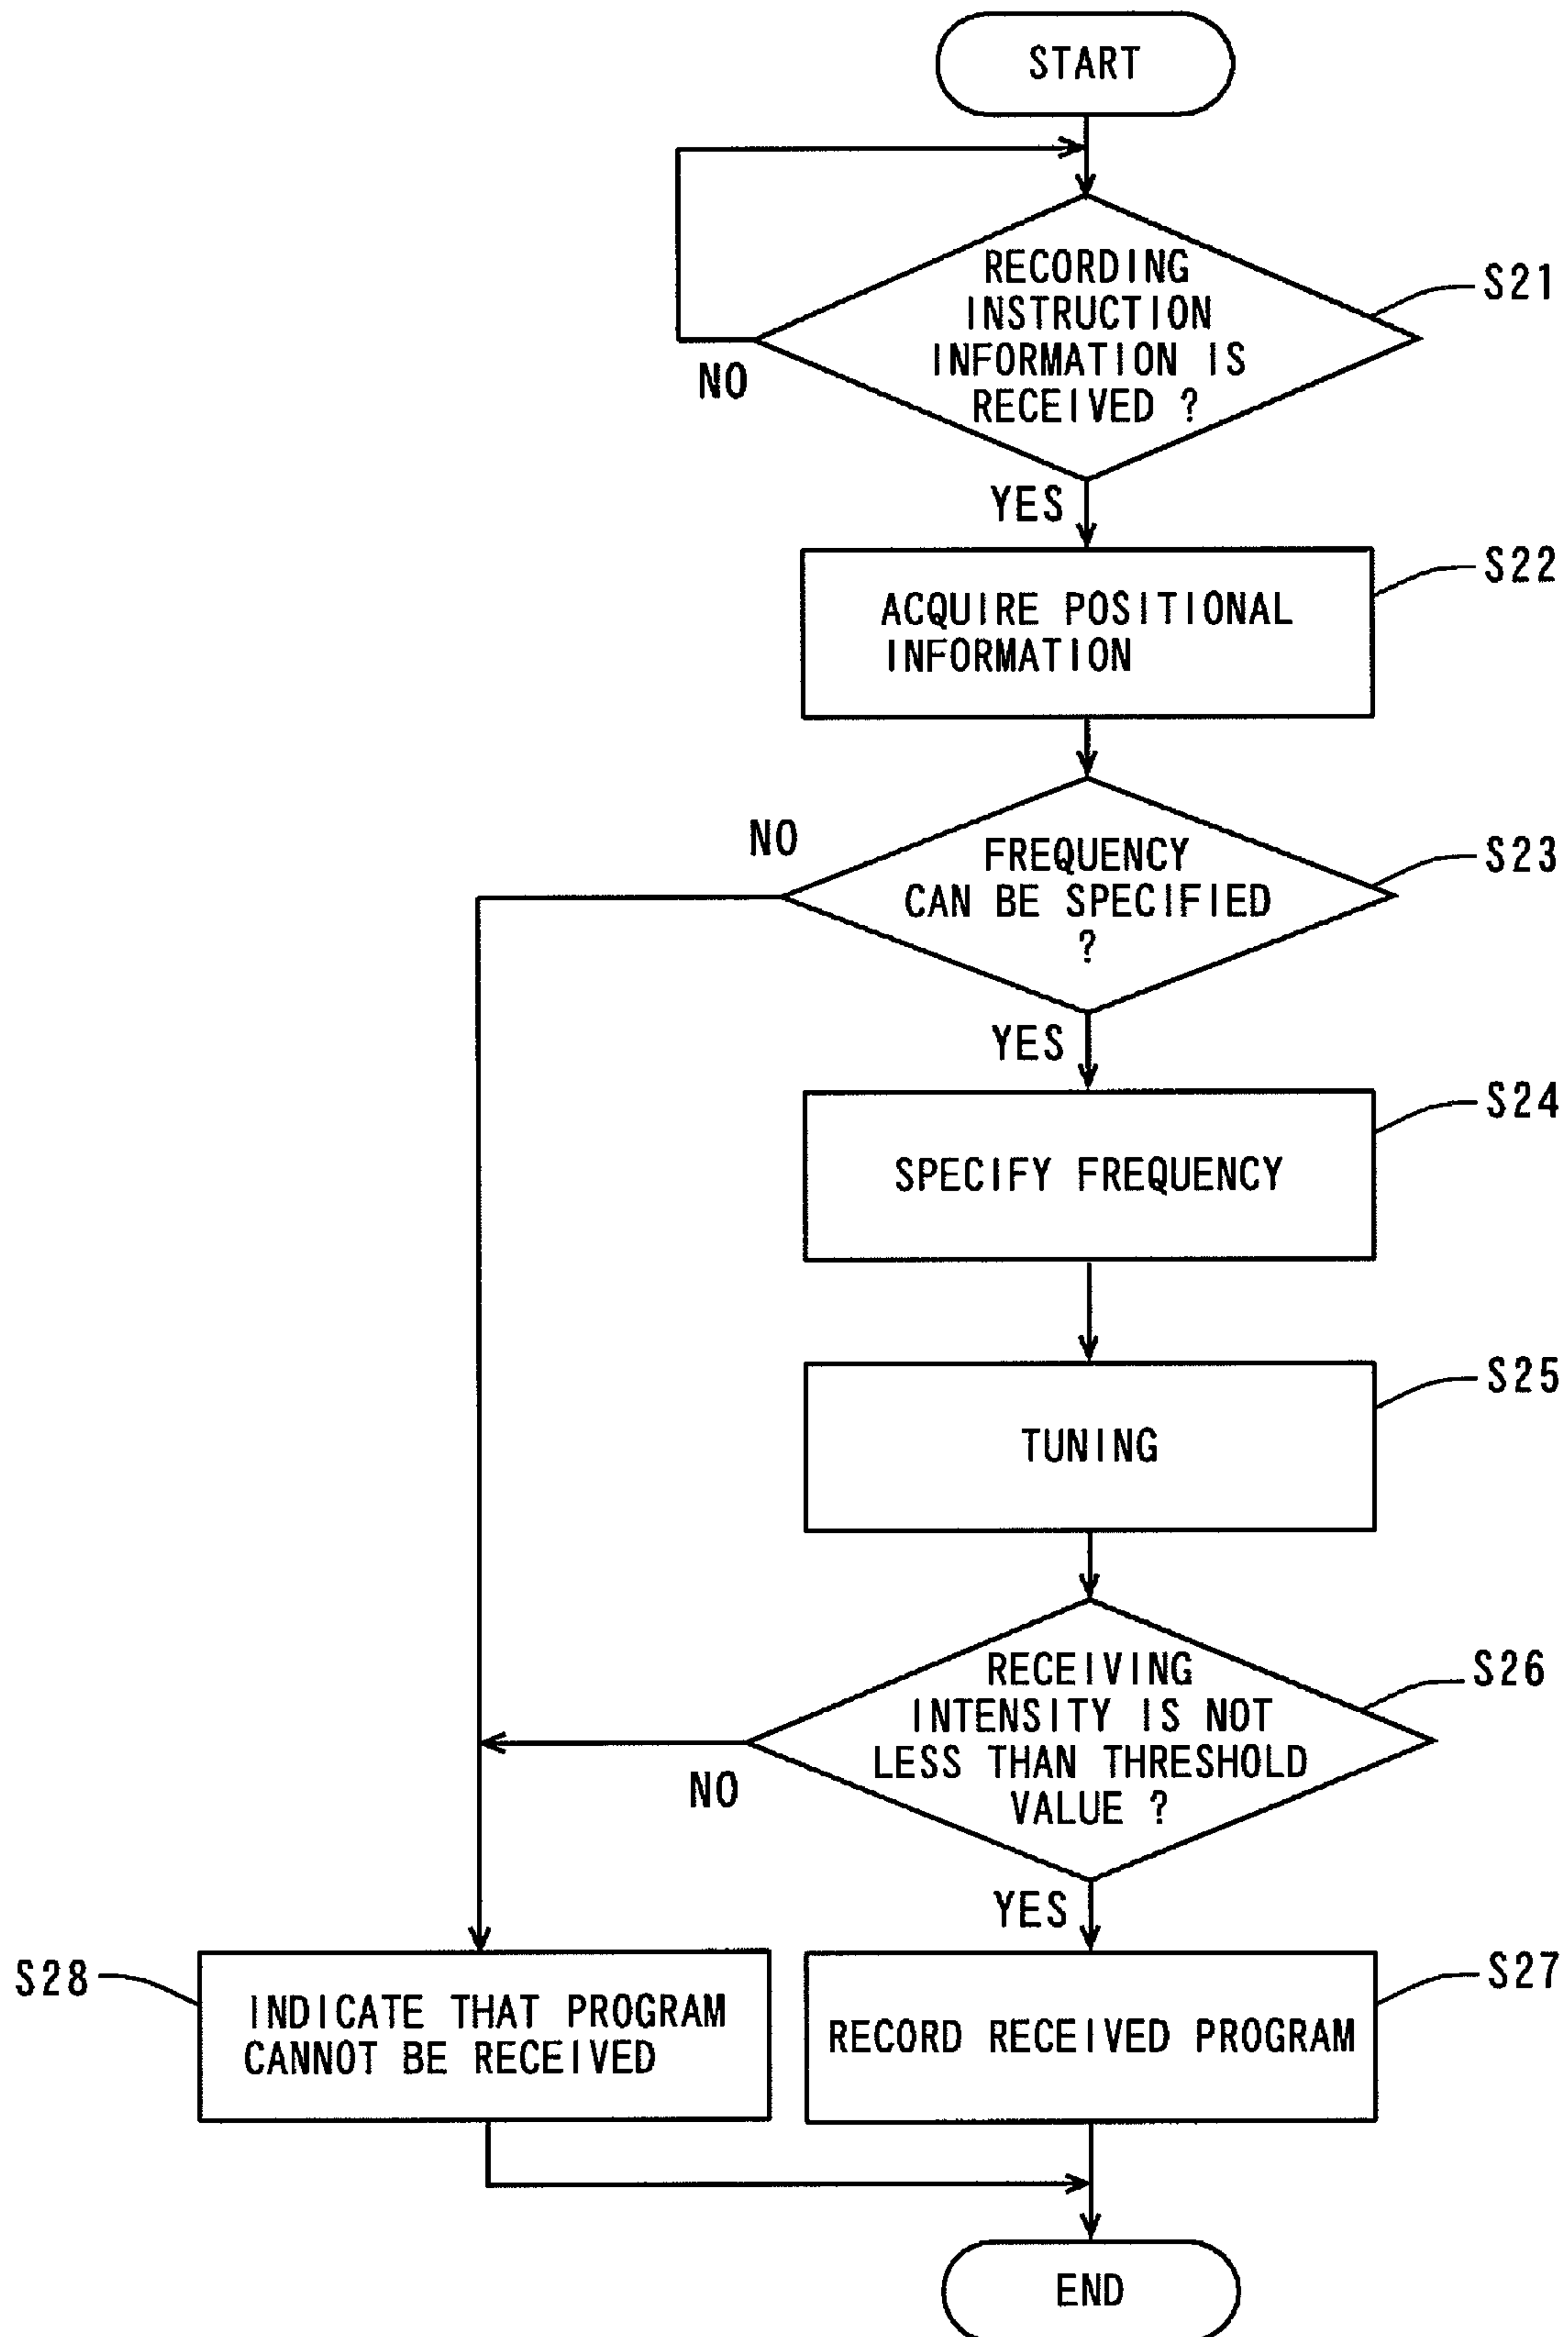 START
RECORDING
INSTRUCTION
INFORMATION IS
RECEIVED ?
S21
NO
YES
ACQUIRE POSITIONAL
INFORMATION
S22
FREQUENCY
CAN BE SPECIFIED
?
S23
NO
YES
SPECIFY FREQUENCY
S24
TUNING
S25
RECEIVING
INTENSITY IS NOT
LESS THAN THRESHOLD
VALUE ?
S26
NO
YES
S28
INDICATE THAT PROGRAM
CANNOT BE RECEIVED
RECORD RECEIVED PROGRAM
S27
END